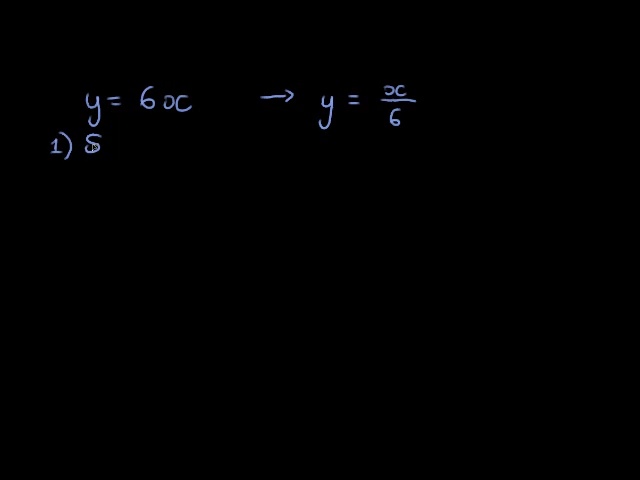 y = 6x → y = x/6
1) S